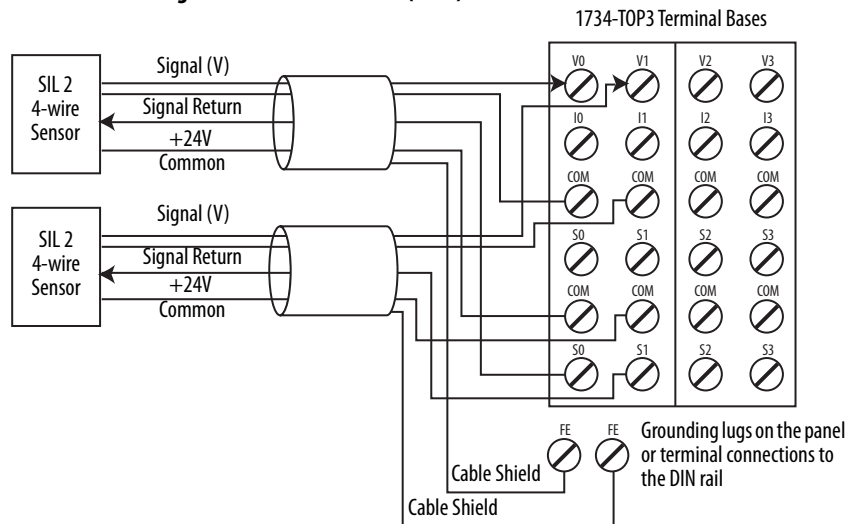 1734-TOP3 Terminal Bases
SIL 2
4-wire
Sensor
Signal (V)
Signal Return
+24V
Common
SIL 2
4-wire
Sensor
Signal (V)
Signal Return
+24V
Common
V0 V1 V2 V3
I0 I1 I2 I3
COM COM COM COM
S0 S1 S2 S3
COM COM COM COM
S0 S1 S2 S3
FE FE
Grounding lugs on the panel
or terminal connections to
the DIN rail
Cable Shield
Cable Shield